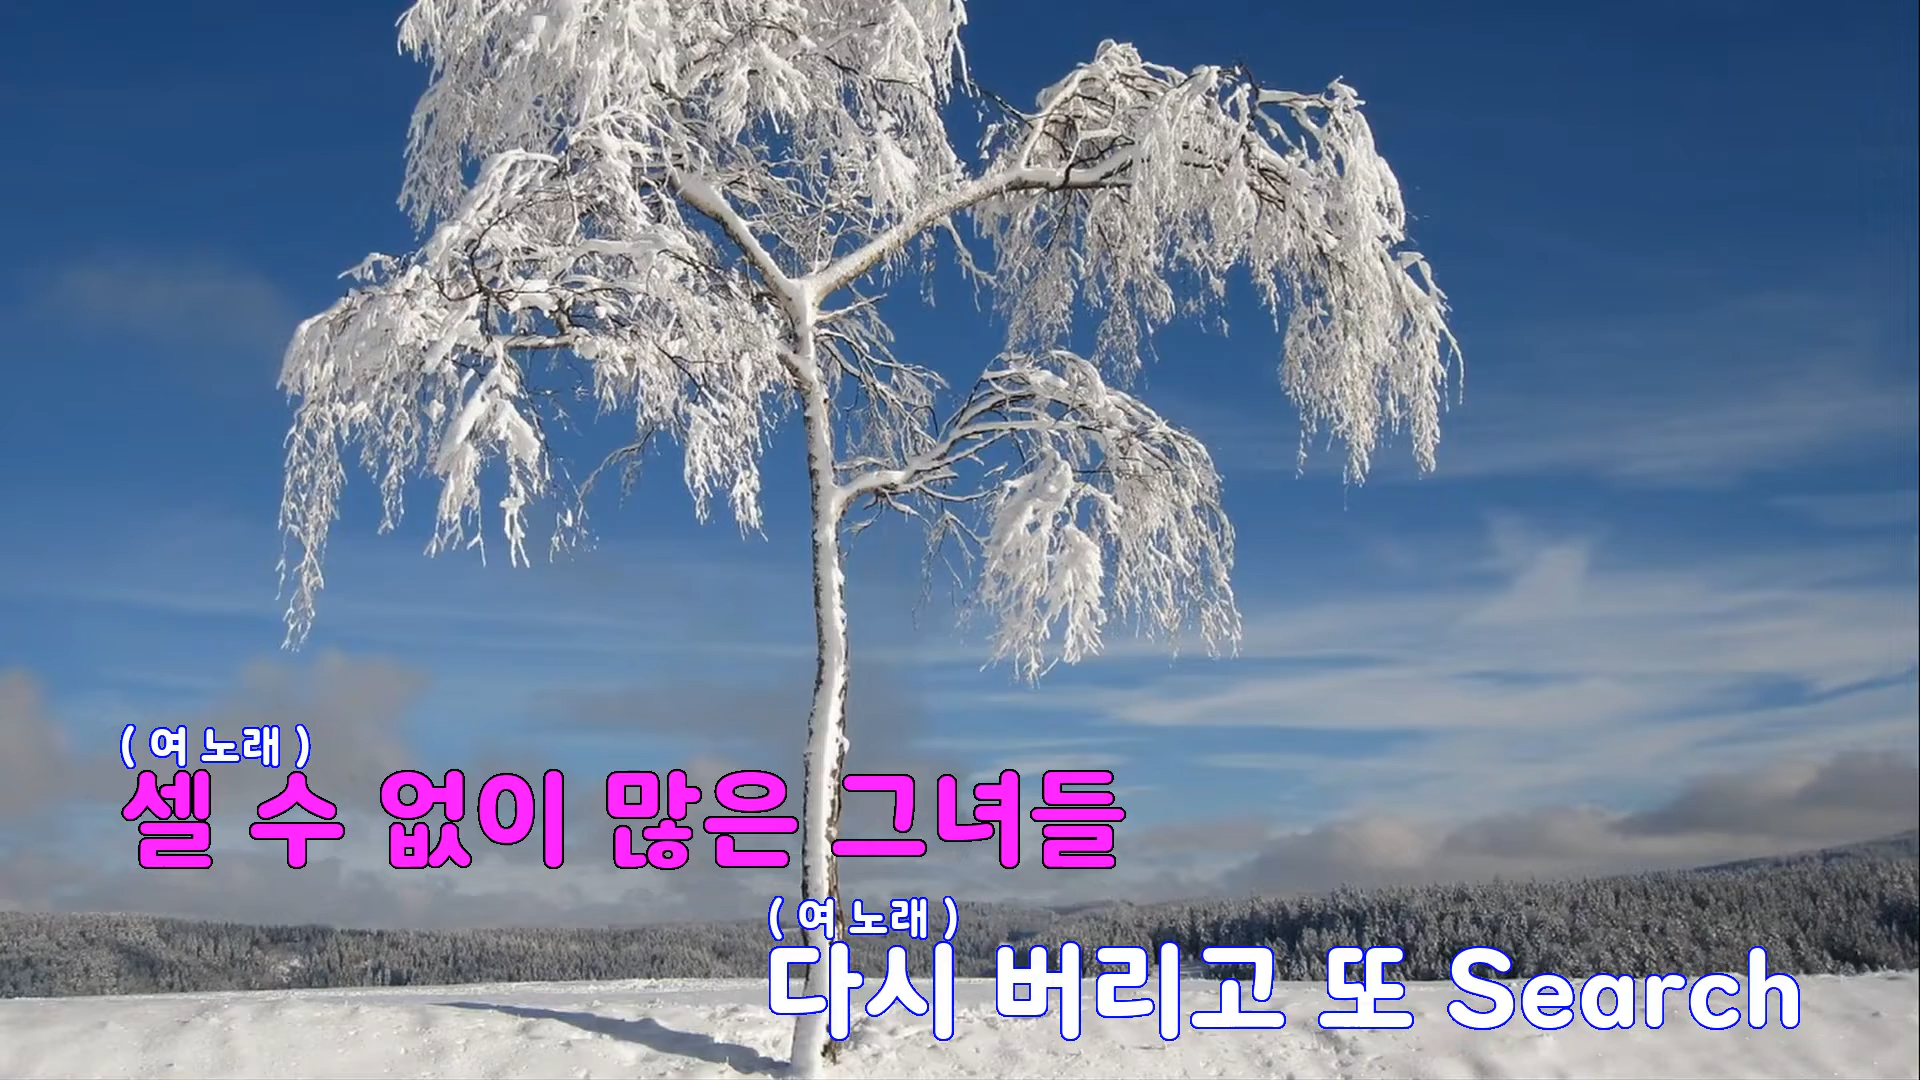 ( 여 노래 )
셀 수 없이 많은 그녀들
( 여 노래 )
다시 버리고 또 Search